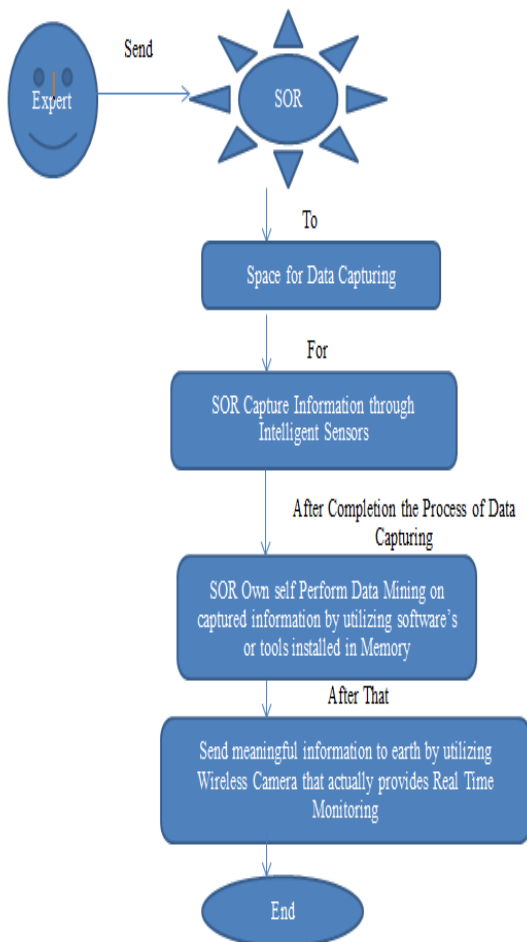 Send
Expert
SOR
To
Space for Data Capturing
For
SOR Capture Information through
Intelligent Sensors
After Completion the Process of Data
Capturing
SOR Own self Perform Data Mining on
captured information by utilizing software's
or tools installed in Memory
After That
Send meaningful information to earth by utilizing
Wireless Camera that actually provides Real Time
Monitoring
End